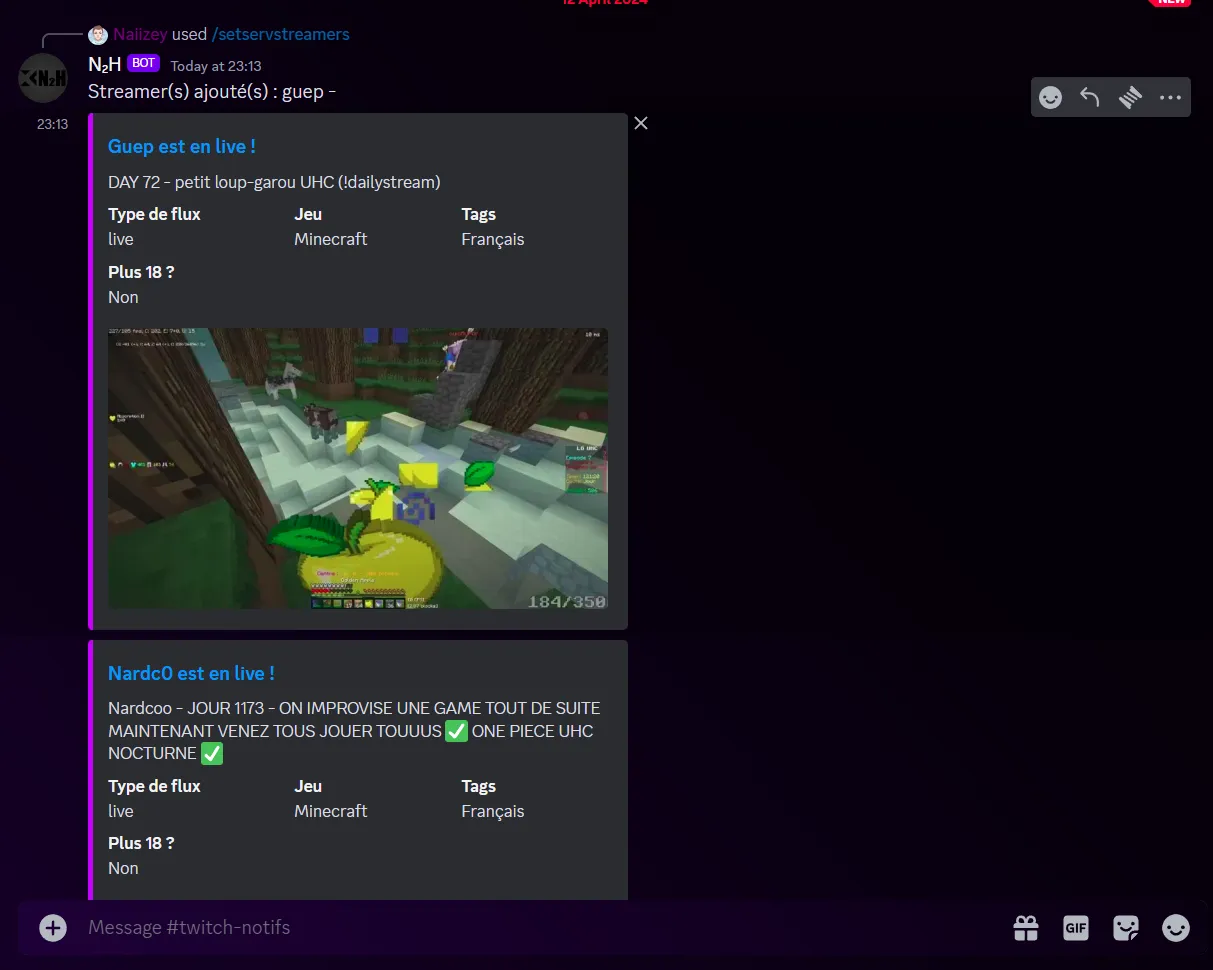 12 April 2024
NEW
Naiizey used /setservstreamers
N₂H BOT Today at 23:13
Streamer(s) ajouté(s) : guep -
23:13
Guep est en live !
DAY 72 - petit loup-garou UHC (!dailystream)
Type de flux Jeu Tags
live Minecraft Français
Plus 18 ?
Non
184/350
Nardc0 est en live !
Nardcoo - JOUR 1173 - ON IMPROVISE UNE GAME TOUT DE SUITE
MAINTENANT VENEZ TOUS JOUER TOUUUS ✅ ONE PIECE UHC
NOCTURNE ✅
Type de flux Jeu Tags
live Minecraft Français
Plus 18 ?
Non
Message #twitch-notifs
GIF